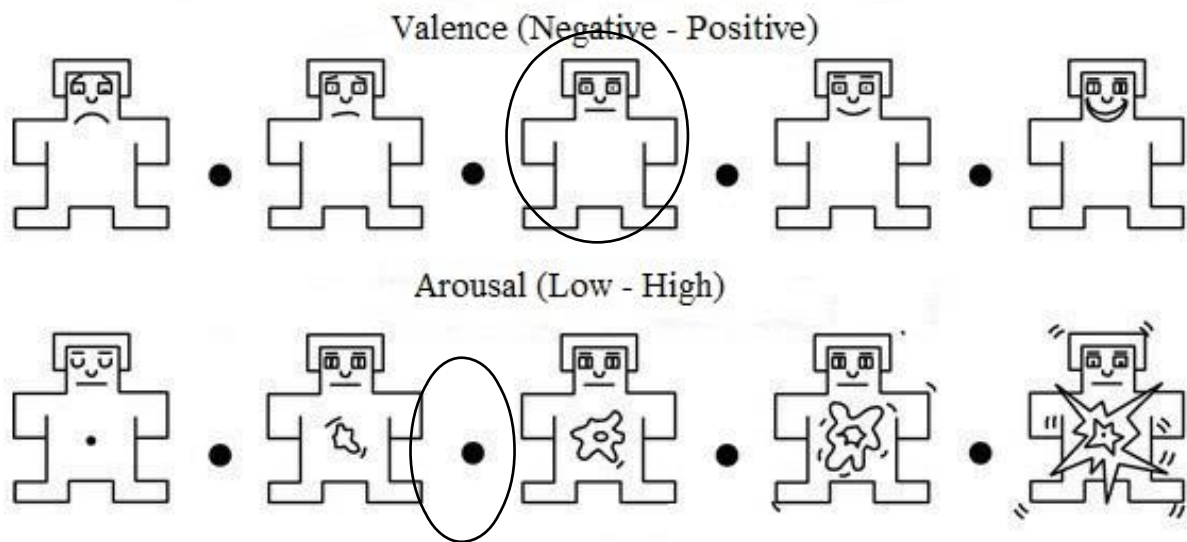 Valence (Negative - Positive)
Arousal (Low - High)